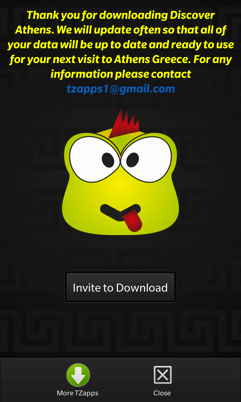 Thank you for downloading Discover
Athens. We will update often so that all of
your data will be up to date and ready to use
for your next visit to Athens Greece. For any
information please contact
tzapps1@gmail.com
Invite to Download
More TZapps
Close